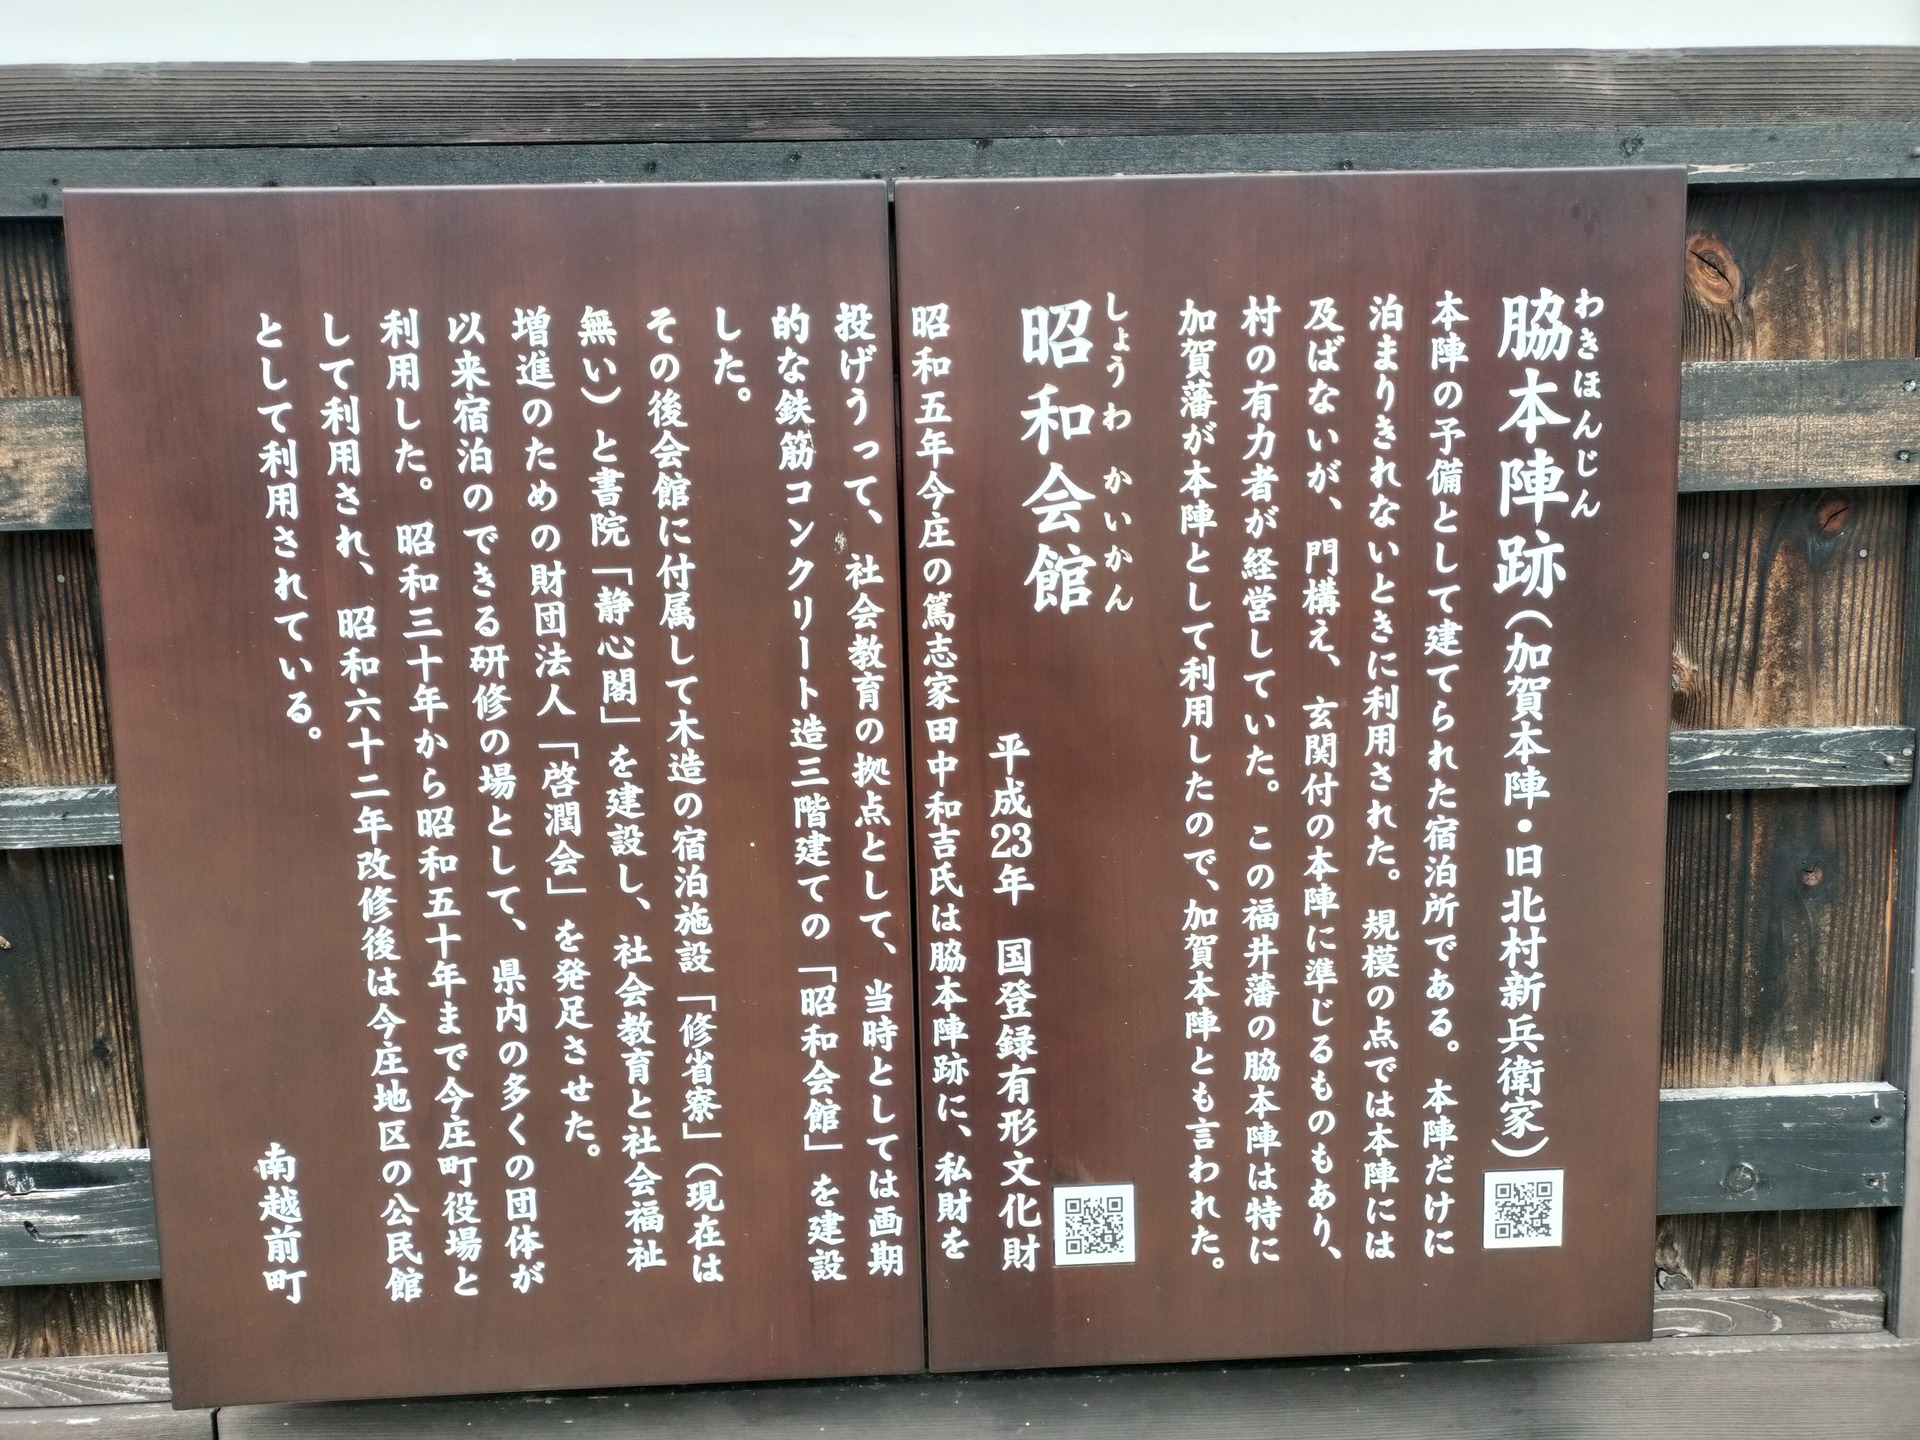 わきほんじん
脇本陣跡(加賀本陣・旧北村新兵衛家)
本陣の予備として建てられた宿泊所である。本陣だけに
泊まりきれないときに利用された。規模の点では本陣には
及ばないが、門構え、玄関付の本陣に準じるものもあり、
村の有力者が経営していた。この福井藩の脇本陣は特に
加賀藩が本陣として利用したので、加賀本陣とも言われた。
しょうわ かいかん
昭和会館
平成23年 国登録有形文化財
昭和五年今庄の篤志家田中和吉氏は脇本陣跡に、私財を
投げうって、社会教育の拠点として、当時としては画期
的な鉄筋コンクリート造三階建ての「昭和会館」を建設
した。
その後会館に付属して木造の宿泊施設「修省寮」(現在は
無い)と書院「静心閣」を建設し、社会教育と社会福祉
増進のための財団法人「啓潤会」を発足させた。
以来宿泊のできる研修の場として、県内の多くの団体が
利用した。昭和三十年から昭和五十年まで今庄町役場と
して利用され、昭和六十二年改修後は今庄地区の公民館
として利用されている。
南越前町